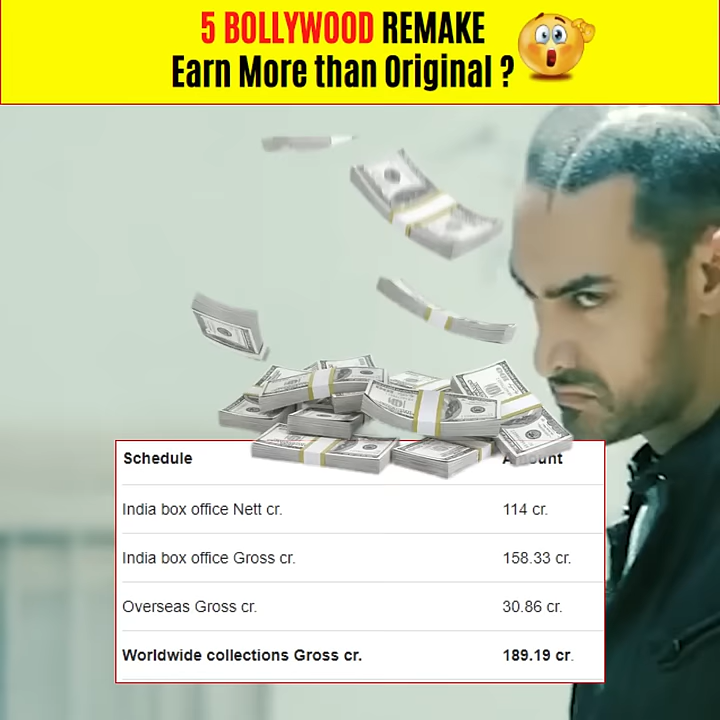 5 BOLLYWOOD REMAKE
Earn More than Original ?
Schedule
India box office Nett cr. 114 cr.
India box office Gross cr. 158.33 cr.
Overseas Gross cr. 30.86 cr.
Worldwide collections Gross cr. 189.19 cr.